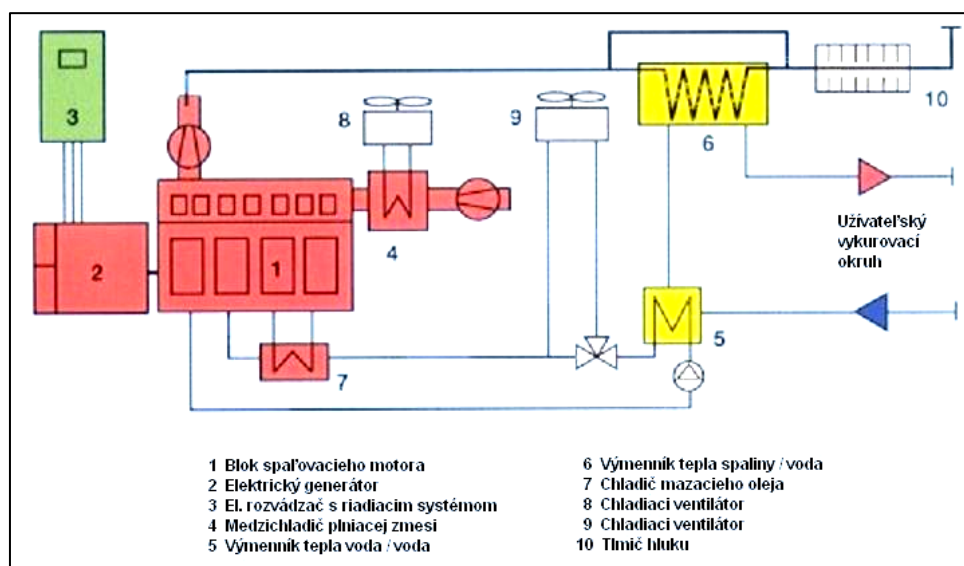 3
8
9
10
6
Užívateľský
vykurovací
okruh
2
1
4
5
7
1 Blok spaľovacieho motora
2 Elektrický generátor
3 El. rozvádzač s riadiacim systémom
4 Medzichladič plniacej zmesi
5 Výmenník tepla voda / voda
6 Výmenník tepla spaliny / voda
7 Chladič mazacieho oleja
8 Chladiaci ventilátor
9 Chladiaci ventilátor
10 Tlmič hluku